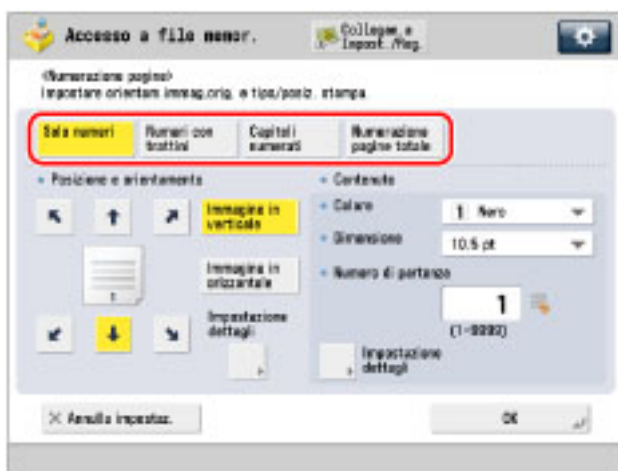 Accesso a file memor.
Collegam. e
Impost./Reg.
<Numerazione pagine>
Impostare orientam immag.orig. e tipo/posiz. stampa.
Solo numeri
Numeri con
trattini
Capitoli
numerati
Numerazione
pagine totale
Posizione e orientamento
Contenuto
Immagine in
verticale
Colore
1 Nero
Dimensione
10.5 pt
Immagine in
orizzontale
Numero di partenza
1
(1-9999)
Impostazione
dettagli
Impostazione
dettagli
1
× Annulla impostaz.
OK